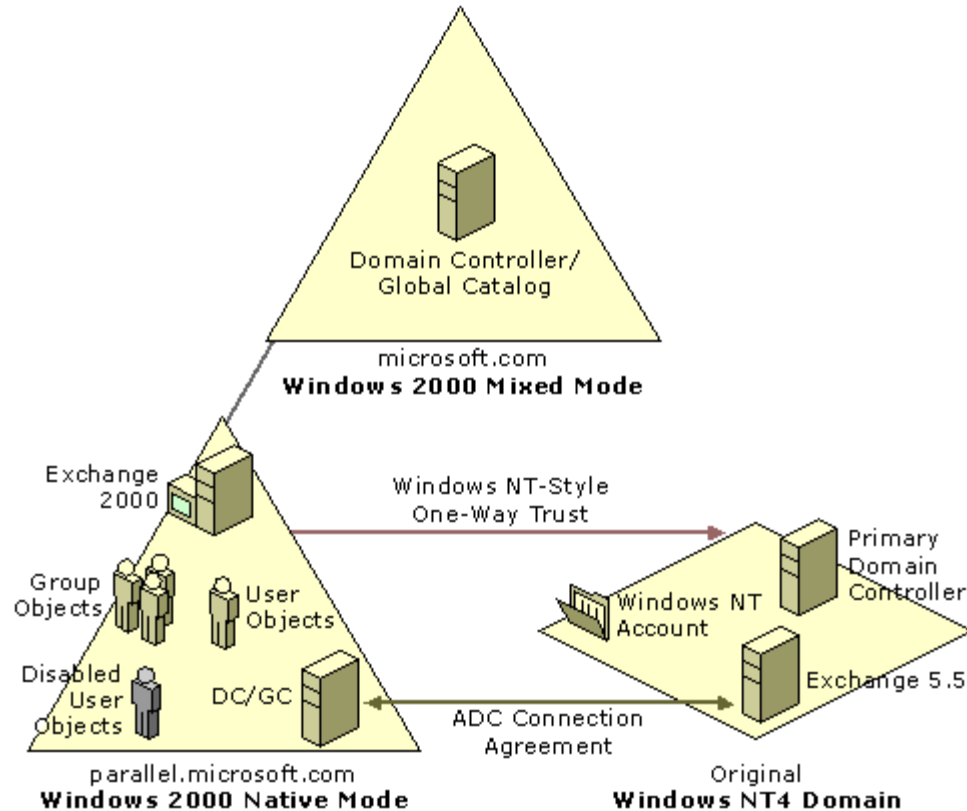 Domain Controller/
Global Catalog
microsoft.com
Windows 2000 Mixed Mode
Exchange
2000
Windows NT-Style
One-Way Trust
Primary
Domain
Controller
Group
Objects
User
Objects
Windows NT
Account
Disabled
User
Objects
DC/GC
Exchange 5.5
ADC Connection
Agreement
parallel.microsoft.com
Windows 2000 Native Mode
Original
Windows NT4 Domain